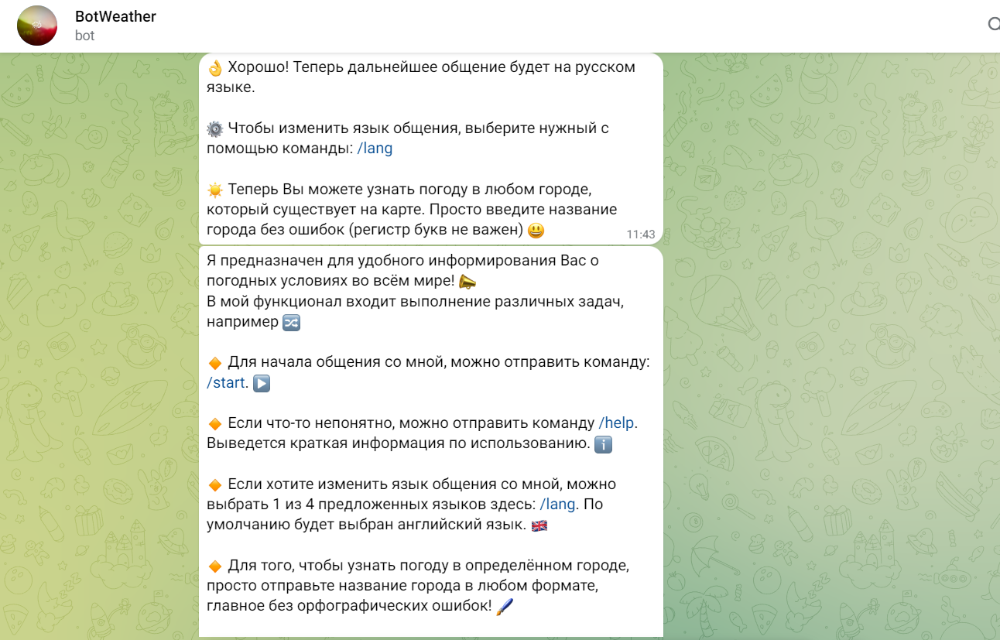 BotWeather
bot
👌 Хорошо! Теперь дальнейшее общение будет на русском
языке.
⚙️ Чтобы изменить язык общения, выберите нужный с
помощью команды: /lang
☀️ Теперь Вы можете узнать погоду в любом городе,
который существует на карте. Просто введите название
города без ошибок (регистр букв не важен) 😃
11:43
Я предназначен для удобного информирования Вас о
погодных условиях во всём мире! 📣
В мой функционал входит выполнение различных задач,
например 🔀
🔸 Для начала общения со мной, можно отправить команду:
/start. ▶️
🔸 Если что-то непонятно, можно отправить команду /help.
Выведется краткая информация по использованию. ℹ️
🔸 Если хотите изменить язык общения со мной, можно
выбрать 1 из 4 предложенных языков здесь: /lang. По
умолчанию будет выбран английский язык. 🇬🇧
🔸 Для того, чтобы узнать погоду в определённом городе,
просто отправьте название города в любом формате,
главное без орфографических ошибок! 🖌️